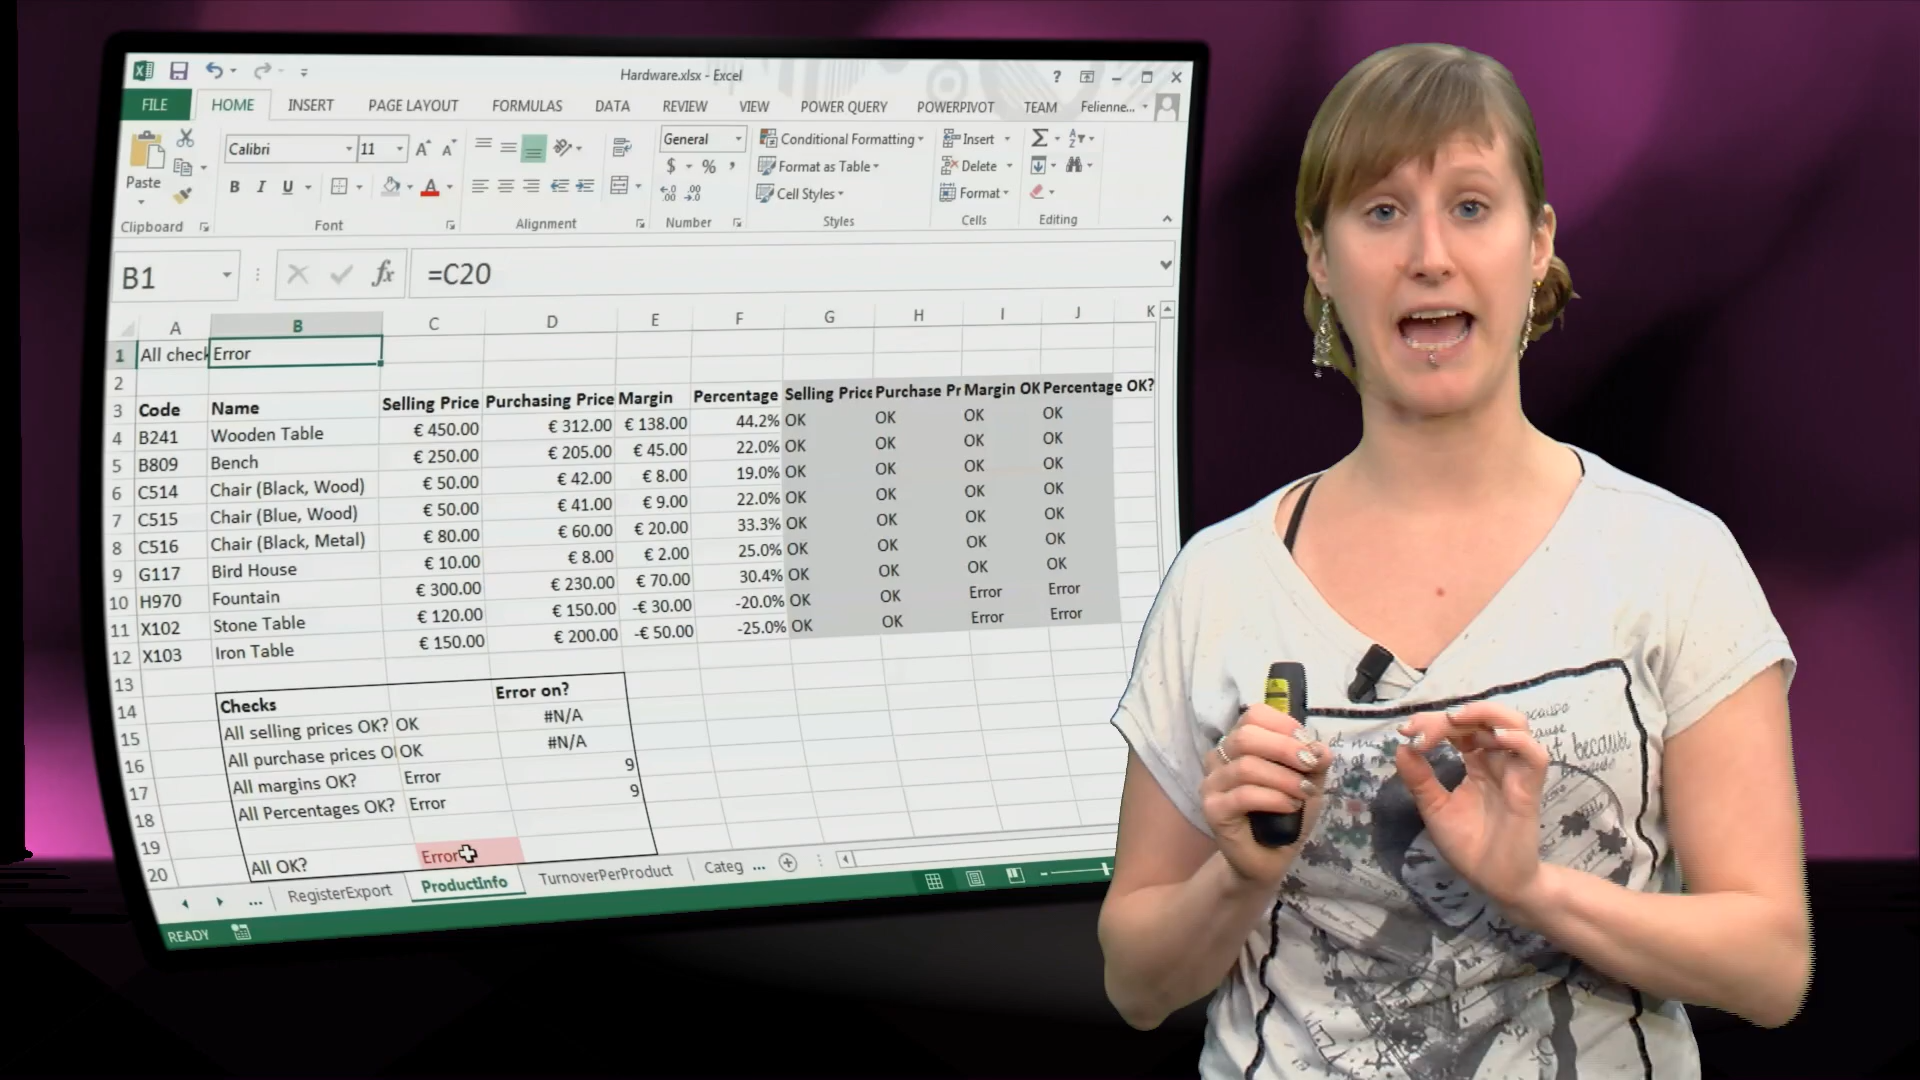 Hardware.xlsx - Excel
FILE HOME INSERT PAGE LAYOUT FORMULAS DATA REVIEW VIEW POWER QUERY POWERPIVOT TEAM Felienne...
Paste
Calibri 11
B I U
General
$ % ,
Conditional Formatting
Format as Table
Cell Styles
Insert
Delete
Format
Clipboard Font Alignment Number Styles Cells Editing
B1 fx =C20
A B C D E F G H I J K
1 All check Error
2
3 Code Name Selling Price Purchasing Price Margin Percentage Selling Price Purchase Pr Margin OK Percentage OK?
4 B241 Wooden Table € 450.00 € 312.00 € 138.00 44.2% OK OK OK OK
5 B809 Bench € 250.00 € 205.00 € 45.00 22.0% OK OK OK OK
6 C514 Chair (Black, Wood) € 50.00 € 42.00 € 8.00 19.0% OK OK OK OK
7 C515 Chair (Blue, Wood) € 50.00 € 41.00 € 9.00 22.0% OK OK OK OK
8 C516 Chair (Black, Metal) € 80.00 € 60.00 € 20.00 33.3% OK OK OK OK
9 G117 Bird House € 10.00 € 8.00 € 2.00 25.0% OK OK OK OK
10 H970 Fountain € 300.00 € 230.00 € 70.00 30.4% OK OK OK OK
11 X102 Stone Table € 120.00 € 150.00 -€ 30.00 -20.0% OK OK Error Error
12 X103 Iron Table € 150.00 € 200.00 -€ 50.00 -25.0% OK OK Error Error
13
14 Checks Error on?
15 All selling prices OK? OK #N/A
16 All purchase prices O OK #N/A
17 All margins OK? Error 9
18 All Percentages OK? Error 9
19
20 All OK? Error
... RegisterExport ProductInfo TurnoverPerProduct Categ ...
READY
because